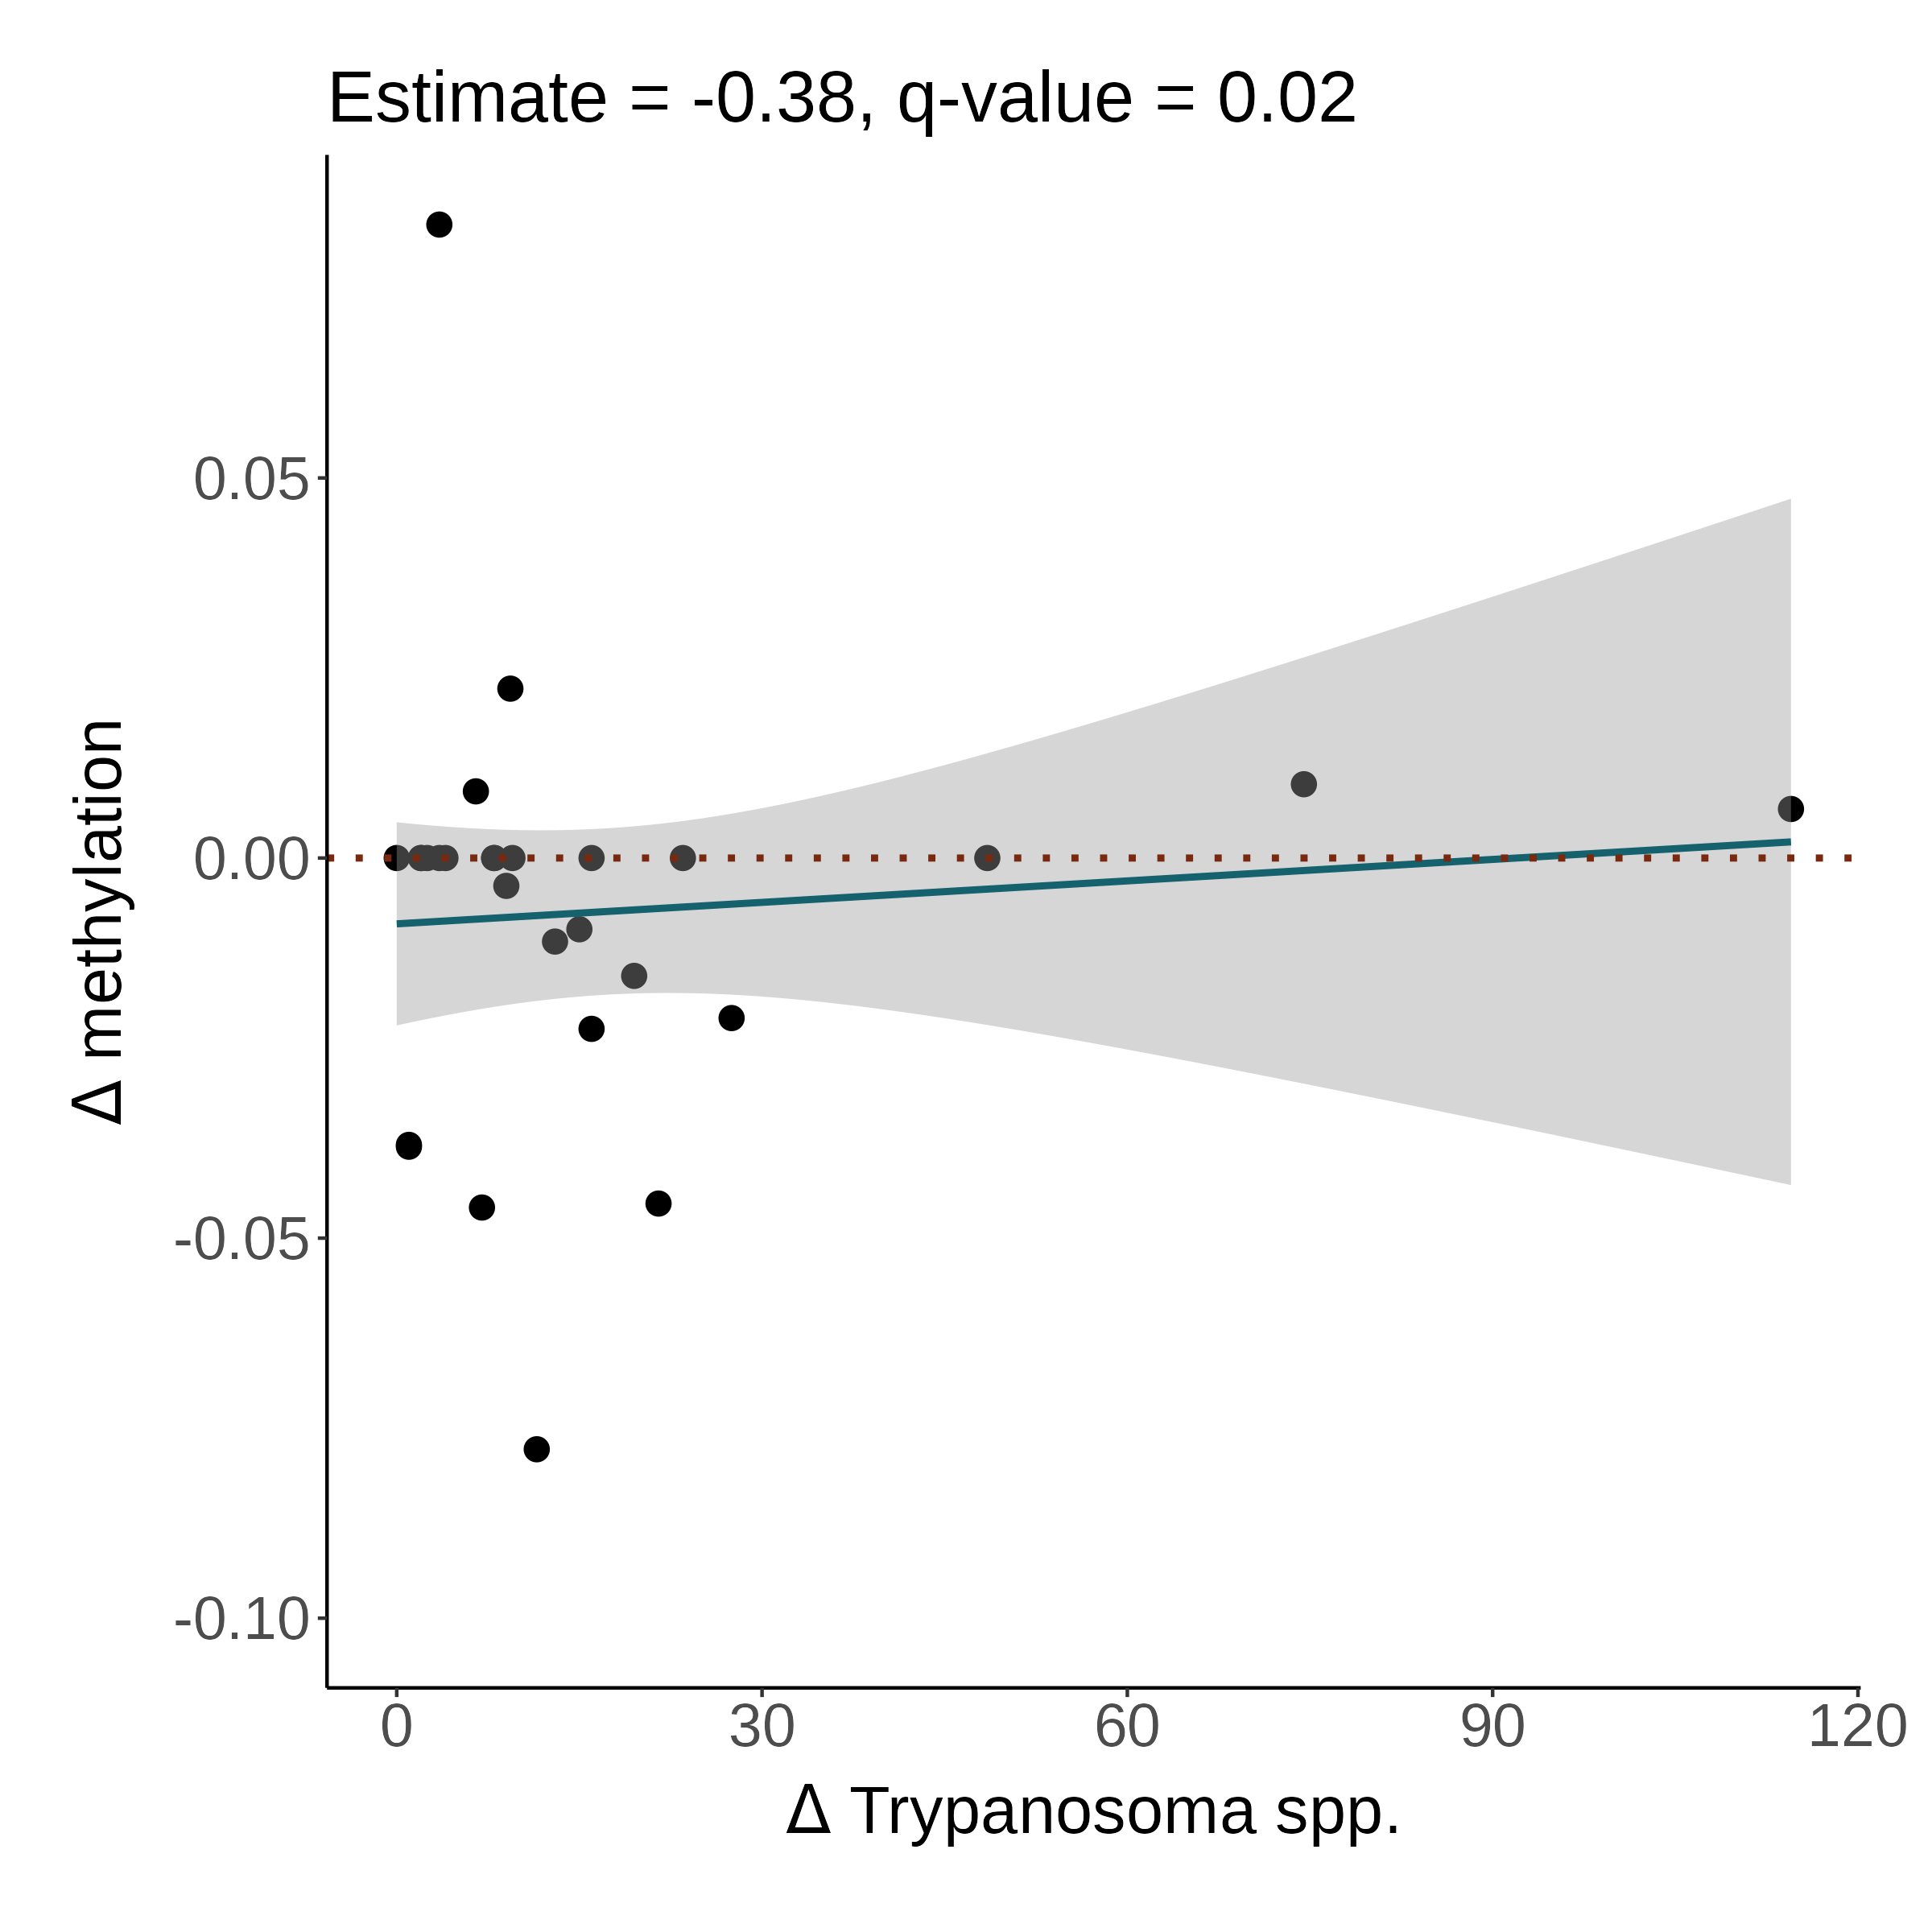 Estimate = -0.38, q-value = 0.02
Δ methylation
0.05
0.00
-0.05
-0.10
0 30 60 90 120
Δ Trypanosoma spp.